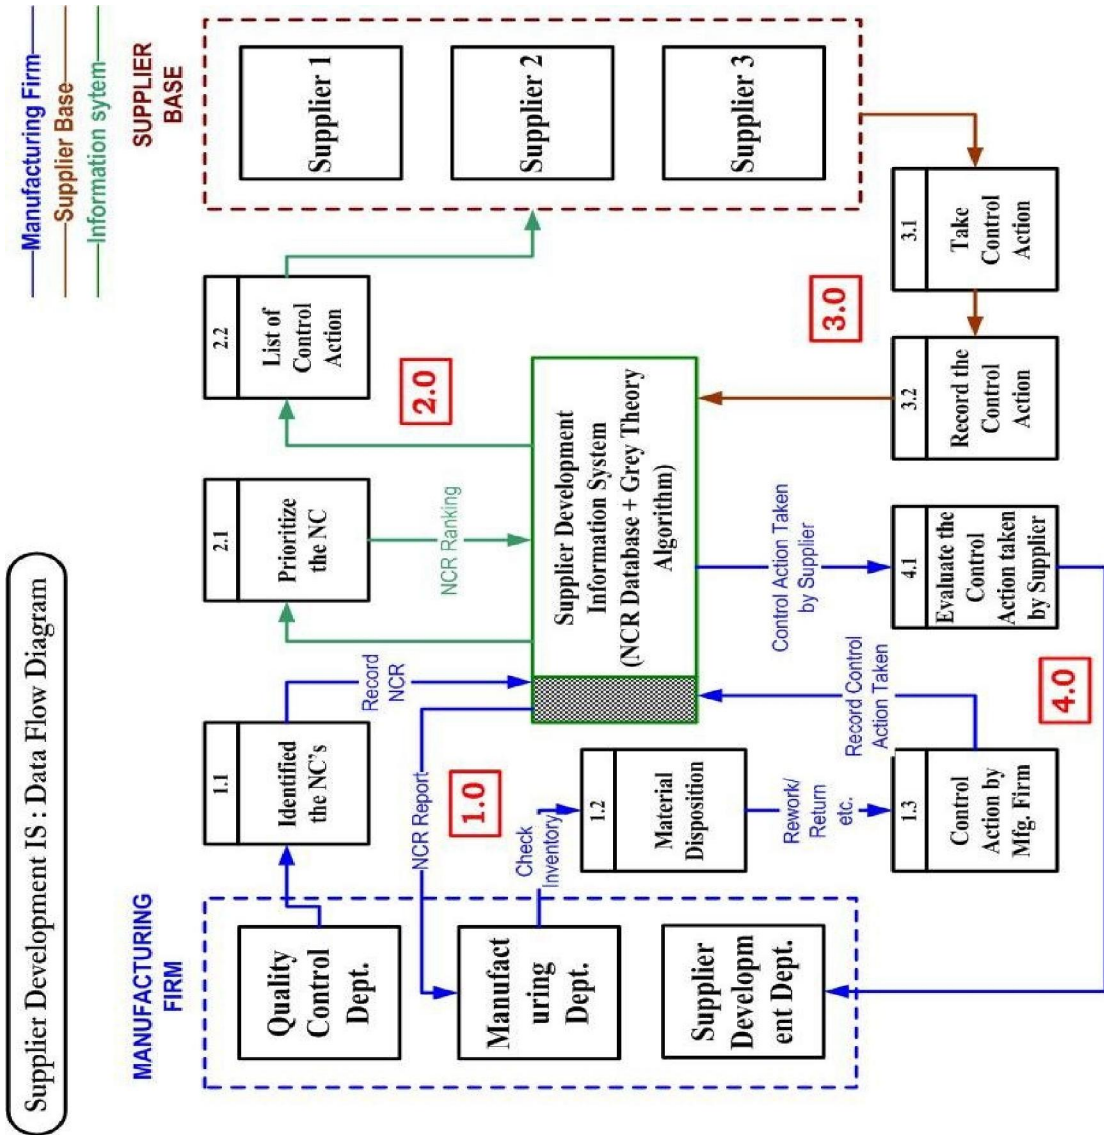 Supplier Development IS : Data Flow Diagram
Manufacturing Firm
Supplier Base
Information sytem
MANUFACTURING
FIRM
SUPPLIER
BASE
Quality
Control
Dept.
1.1
Identified
the NC's
2.1
Prioritize
the NC
2.2
List of
Control
Action
Supplier 1
Record
NCR
NCR Ranking
2.0
NCR Report
1.0
Manufact
uring
Dept.
Check
Inventory
Supplier Development
Information System
(NCR Database + Grey Theory
Algorithm)
Supplier 2
1.2
Material
Disposition
Supplier
Developm
ent Dept.
Supplier 3
Rework/
Return
etc.
Record Control
Action Taken
Control Action Taken
by Supplier
3.0
1.3
Control
Action by
Mfg. Firm
4.1
Evaluate the
Control
Action taken
by Supplier
3.2
Record the
Control
Action
3.1
Take
Control
Action
4.0